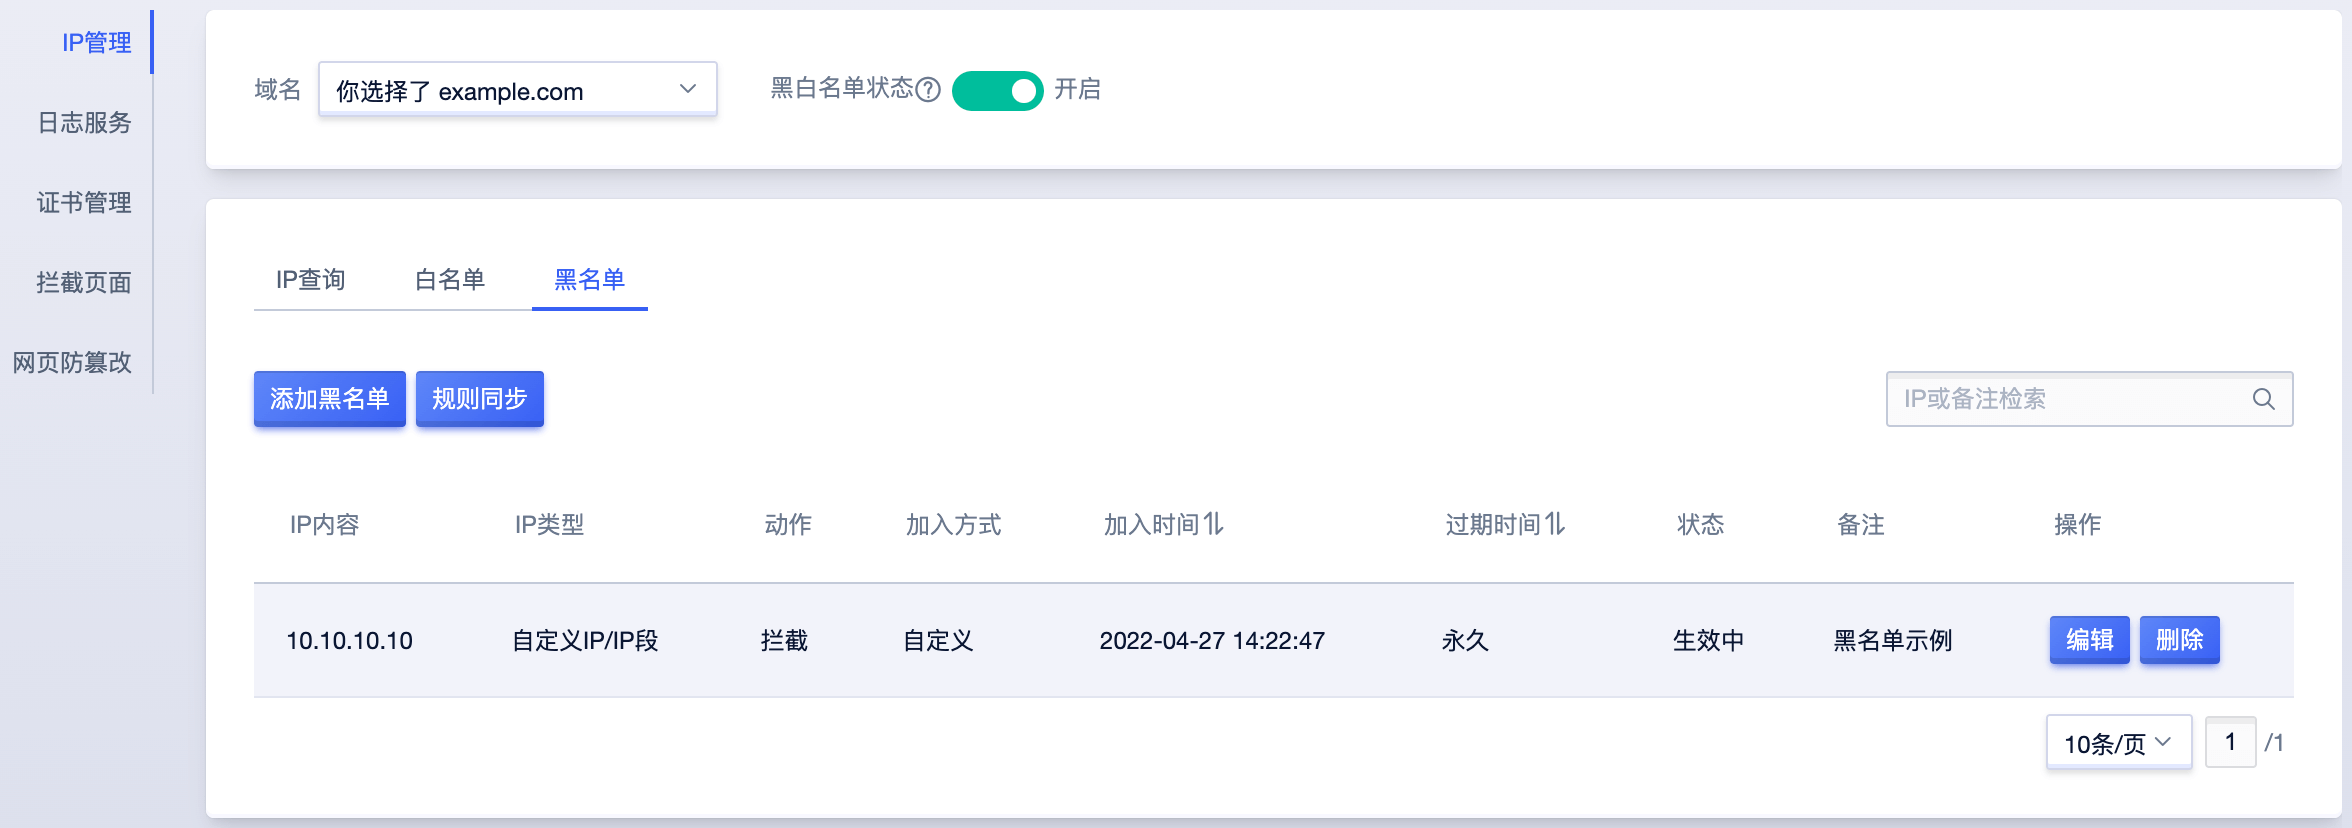 IP管理
日志服务
证书管理
拦截页面
网页防篡改
域名 你选择了 example.com 黑白名单状态? 开启
IP查询 白名单 黑名单
添加黑名单 规则同步 IP或备注检索
IP内容 IP类型 动作 加入方式 加入时间 过期时间 状态 备注 操作
10.10.10.10 自定义IP/IP段 拦截 自定义 2022-04-27 14:22:47 永久 生效中 黑名单示例 编辑 删除
10条/页 1 /1